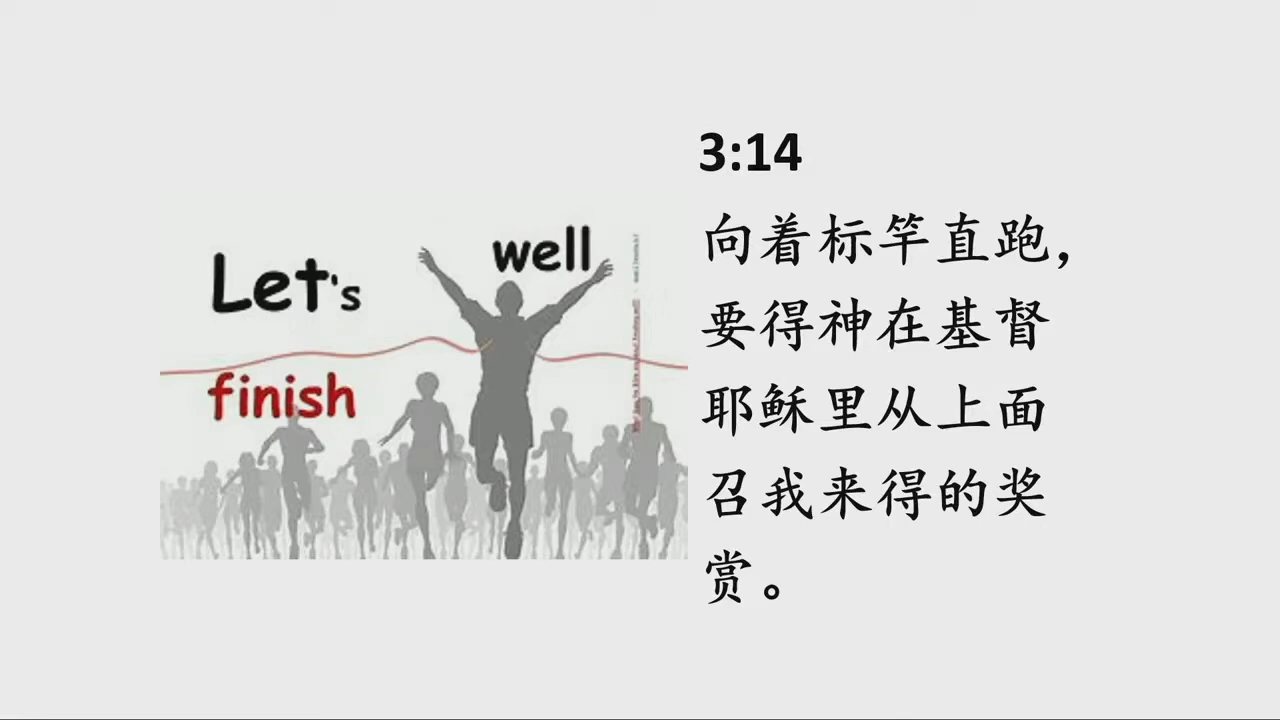 3:14
向着标竿直跑，
要得神在基督
耶稣里从上面
召我来得的奖
赏。
Let's
well
finish